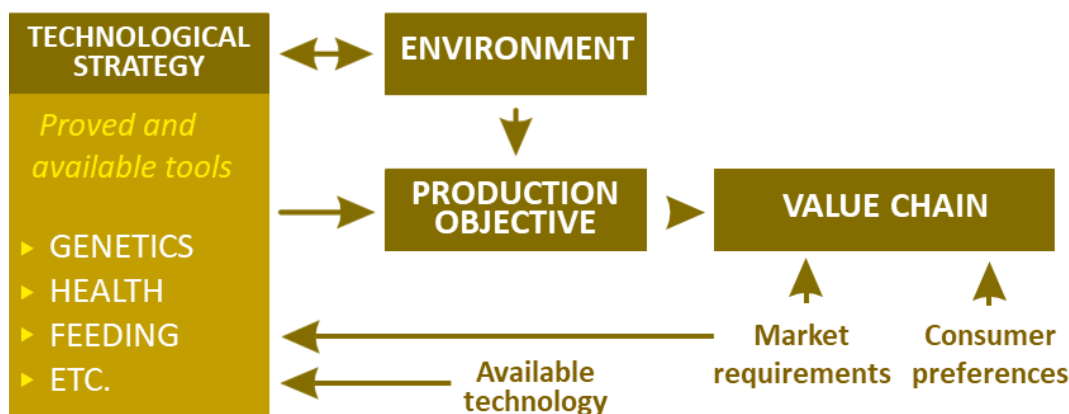 TECHNOLOGICAL
STRATEGY
Proved and
available tools
GENETICS
HEALTH
FEEDING
ETC.
ENVIRONMENT
PRODUCTION
OBJECTIVE
VALUE CHAIN
Market
requirements
Consumer
preferences
Available
technology